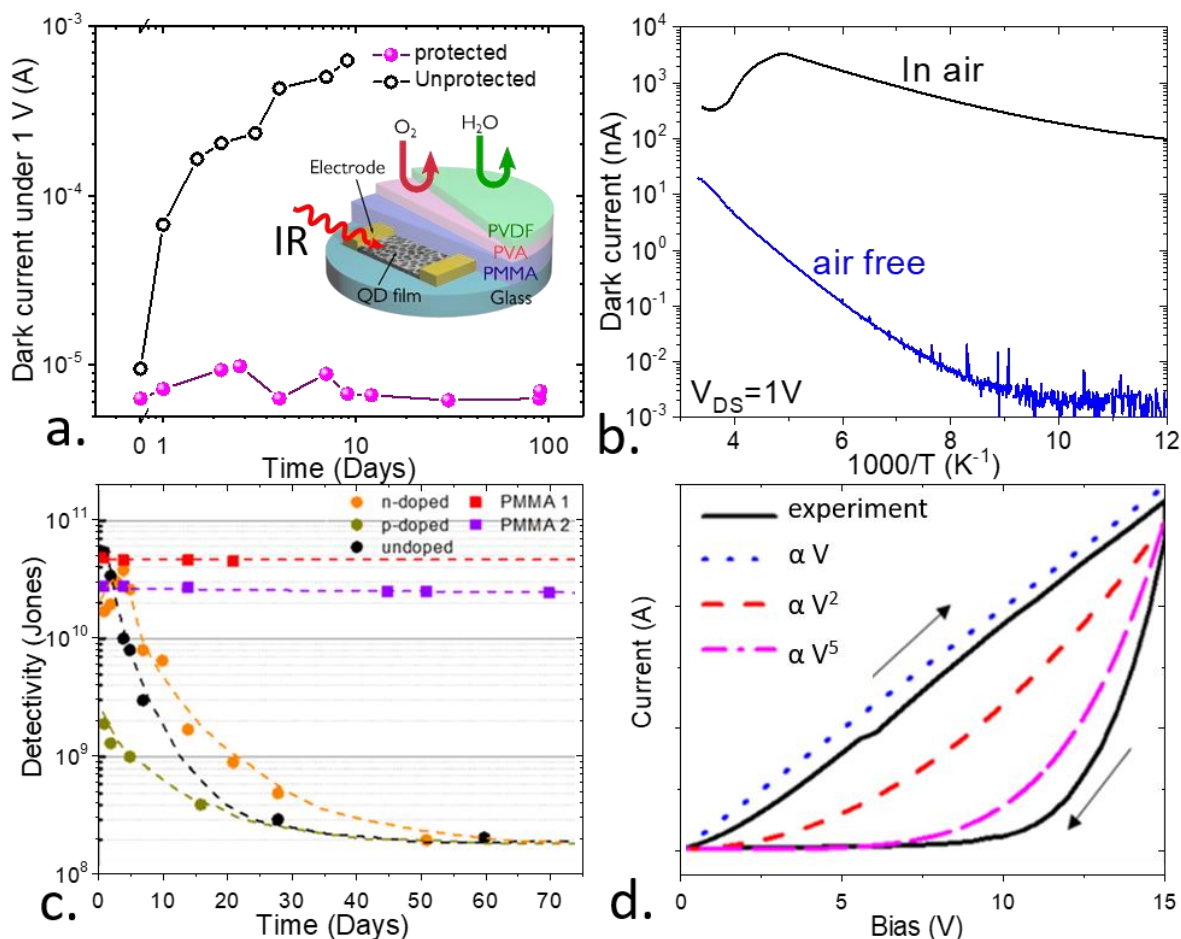 10⁻³
10⁻⁴
10⁻⁵
Dark current under 1 V (A)
protected
Unprotected
O₂
H₂O
Electrode
IR
PVDF
PVA
PMMA
QD film
Glass
0 1 10 100
Time (Days)
a.
10⁴
10³
10²
10¹
10⁰
10⁻¹
10⁻²
10⁻³
Dark current (nA)
In air
air free
V_DS=1V
4 6 8 10 12
1000/T (K⁻¹)
b.
10¹¹
10¹⁰
10⁹
10⁸
Detectivity (Jones)
n-doped PMMA 1
p-doped PMMA 2
undoped
0 10 20 30 40 50 60 70
Time (Days)
c.
Current (A)
experiment
α V
α V²
α V⁵
0 5 10 15
Bias (V)
d.